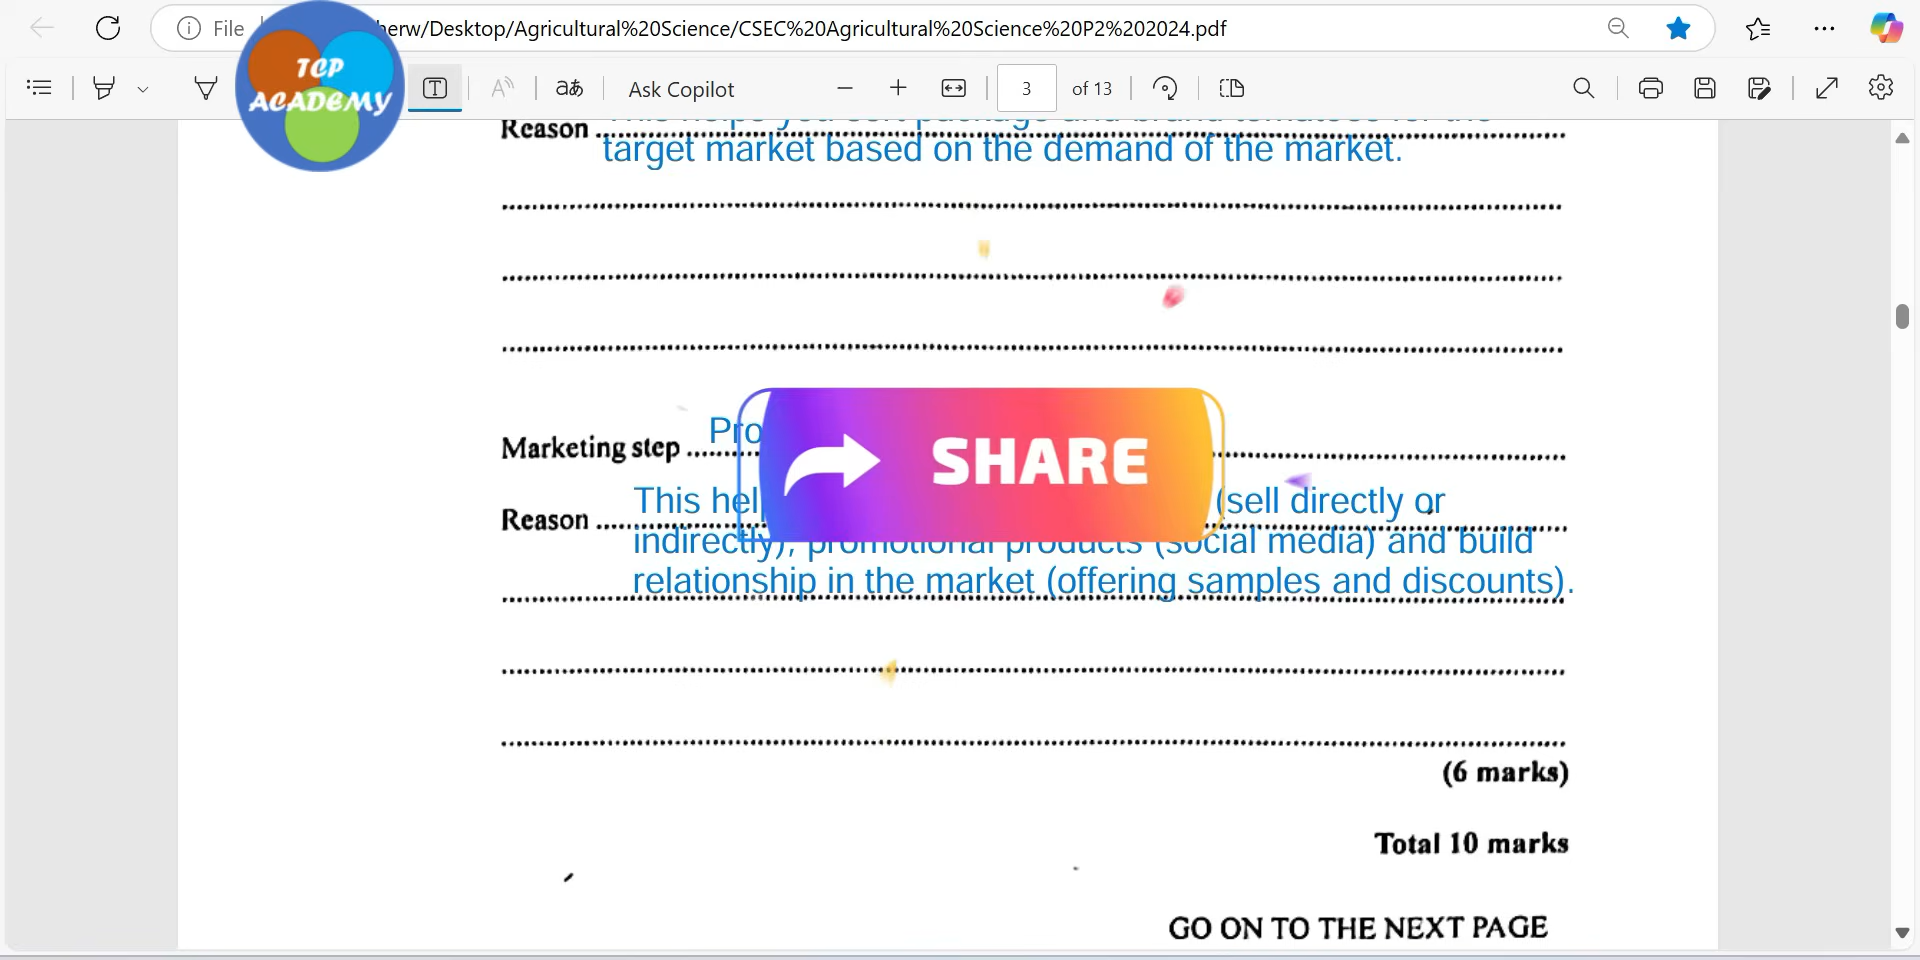 File
herw/Desktop/Agricultural%20Science/CSEC%20Agricultural%20Science%20P2%202024.pdf
TCP
ACADEMY
T
aあ
Ask Copilot
3
of 13
Reason
target market based on the demand of the market.
Marketing step
SHARE
Reason
This (sell directly or
indirectly), promotional products (social media) and build
relationship in the market (offering samples and discounts).
(6 marks)
Total 10 marks
GO ON TO THE NEXT PAGE